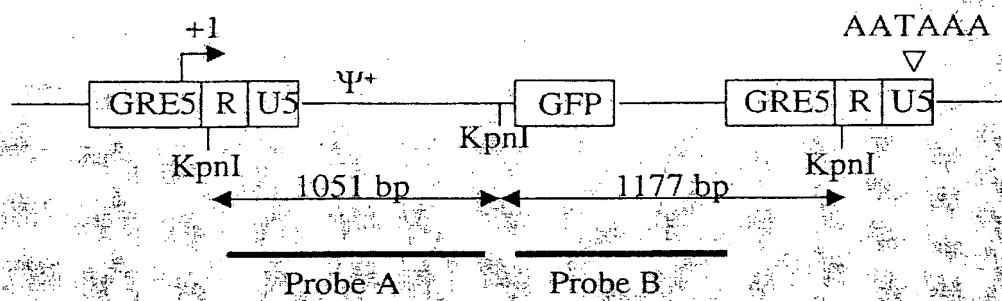 AATAAA
+1
GRE5 R U5 Ψ+ GFP GRE5 R U5
KpnI KpnI KpnI
1051 bp 1177 bp
Probe A Probe B